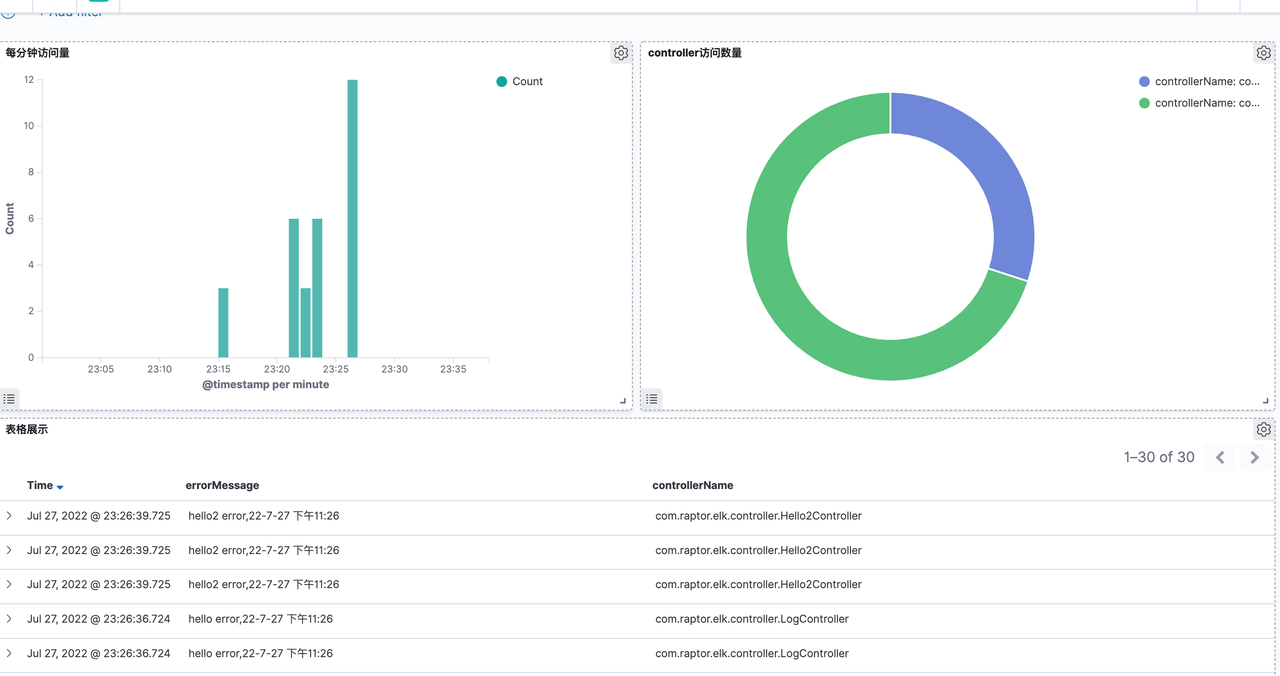 + Add filter
每分钟访问量
12
10
8
6
4
2
0
Count
23:05
23:10
23:15
23:20
23:25
23:30
23:35
@timestamp per minute
Count
controller访问数量
controllerName: co...
controllerName: co...
表格展示
1–30 of 30
Time errorMessage controllerName
Jul 27, 2022 @ 23:26:39.725 hello2 error,22-7-27 下午11:26 com.raptor.elk.controller.Hello2Controller
Jul 27, 2022 @ 23:26:39.725 hello2 error,22-7-27 下午11:26 com.raptor.elk.controller.Hello2Controller
Jul 27, 2022 @ 23:26:39.725 hello2 error,22-7-27 下午11:26 com.raptor.elk.controller.Hello2Controller
Jul 27, 2022 @ 23:26:36.724 hello error,22-7-27 下午11:26 com.raptor.elk.controller.LogController
Jul 27, 2022 @ 23:26:36.724 hello error,22-7-27 下午11:26 com.raptor.elk.controller.LogController